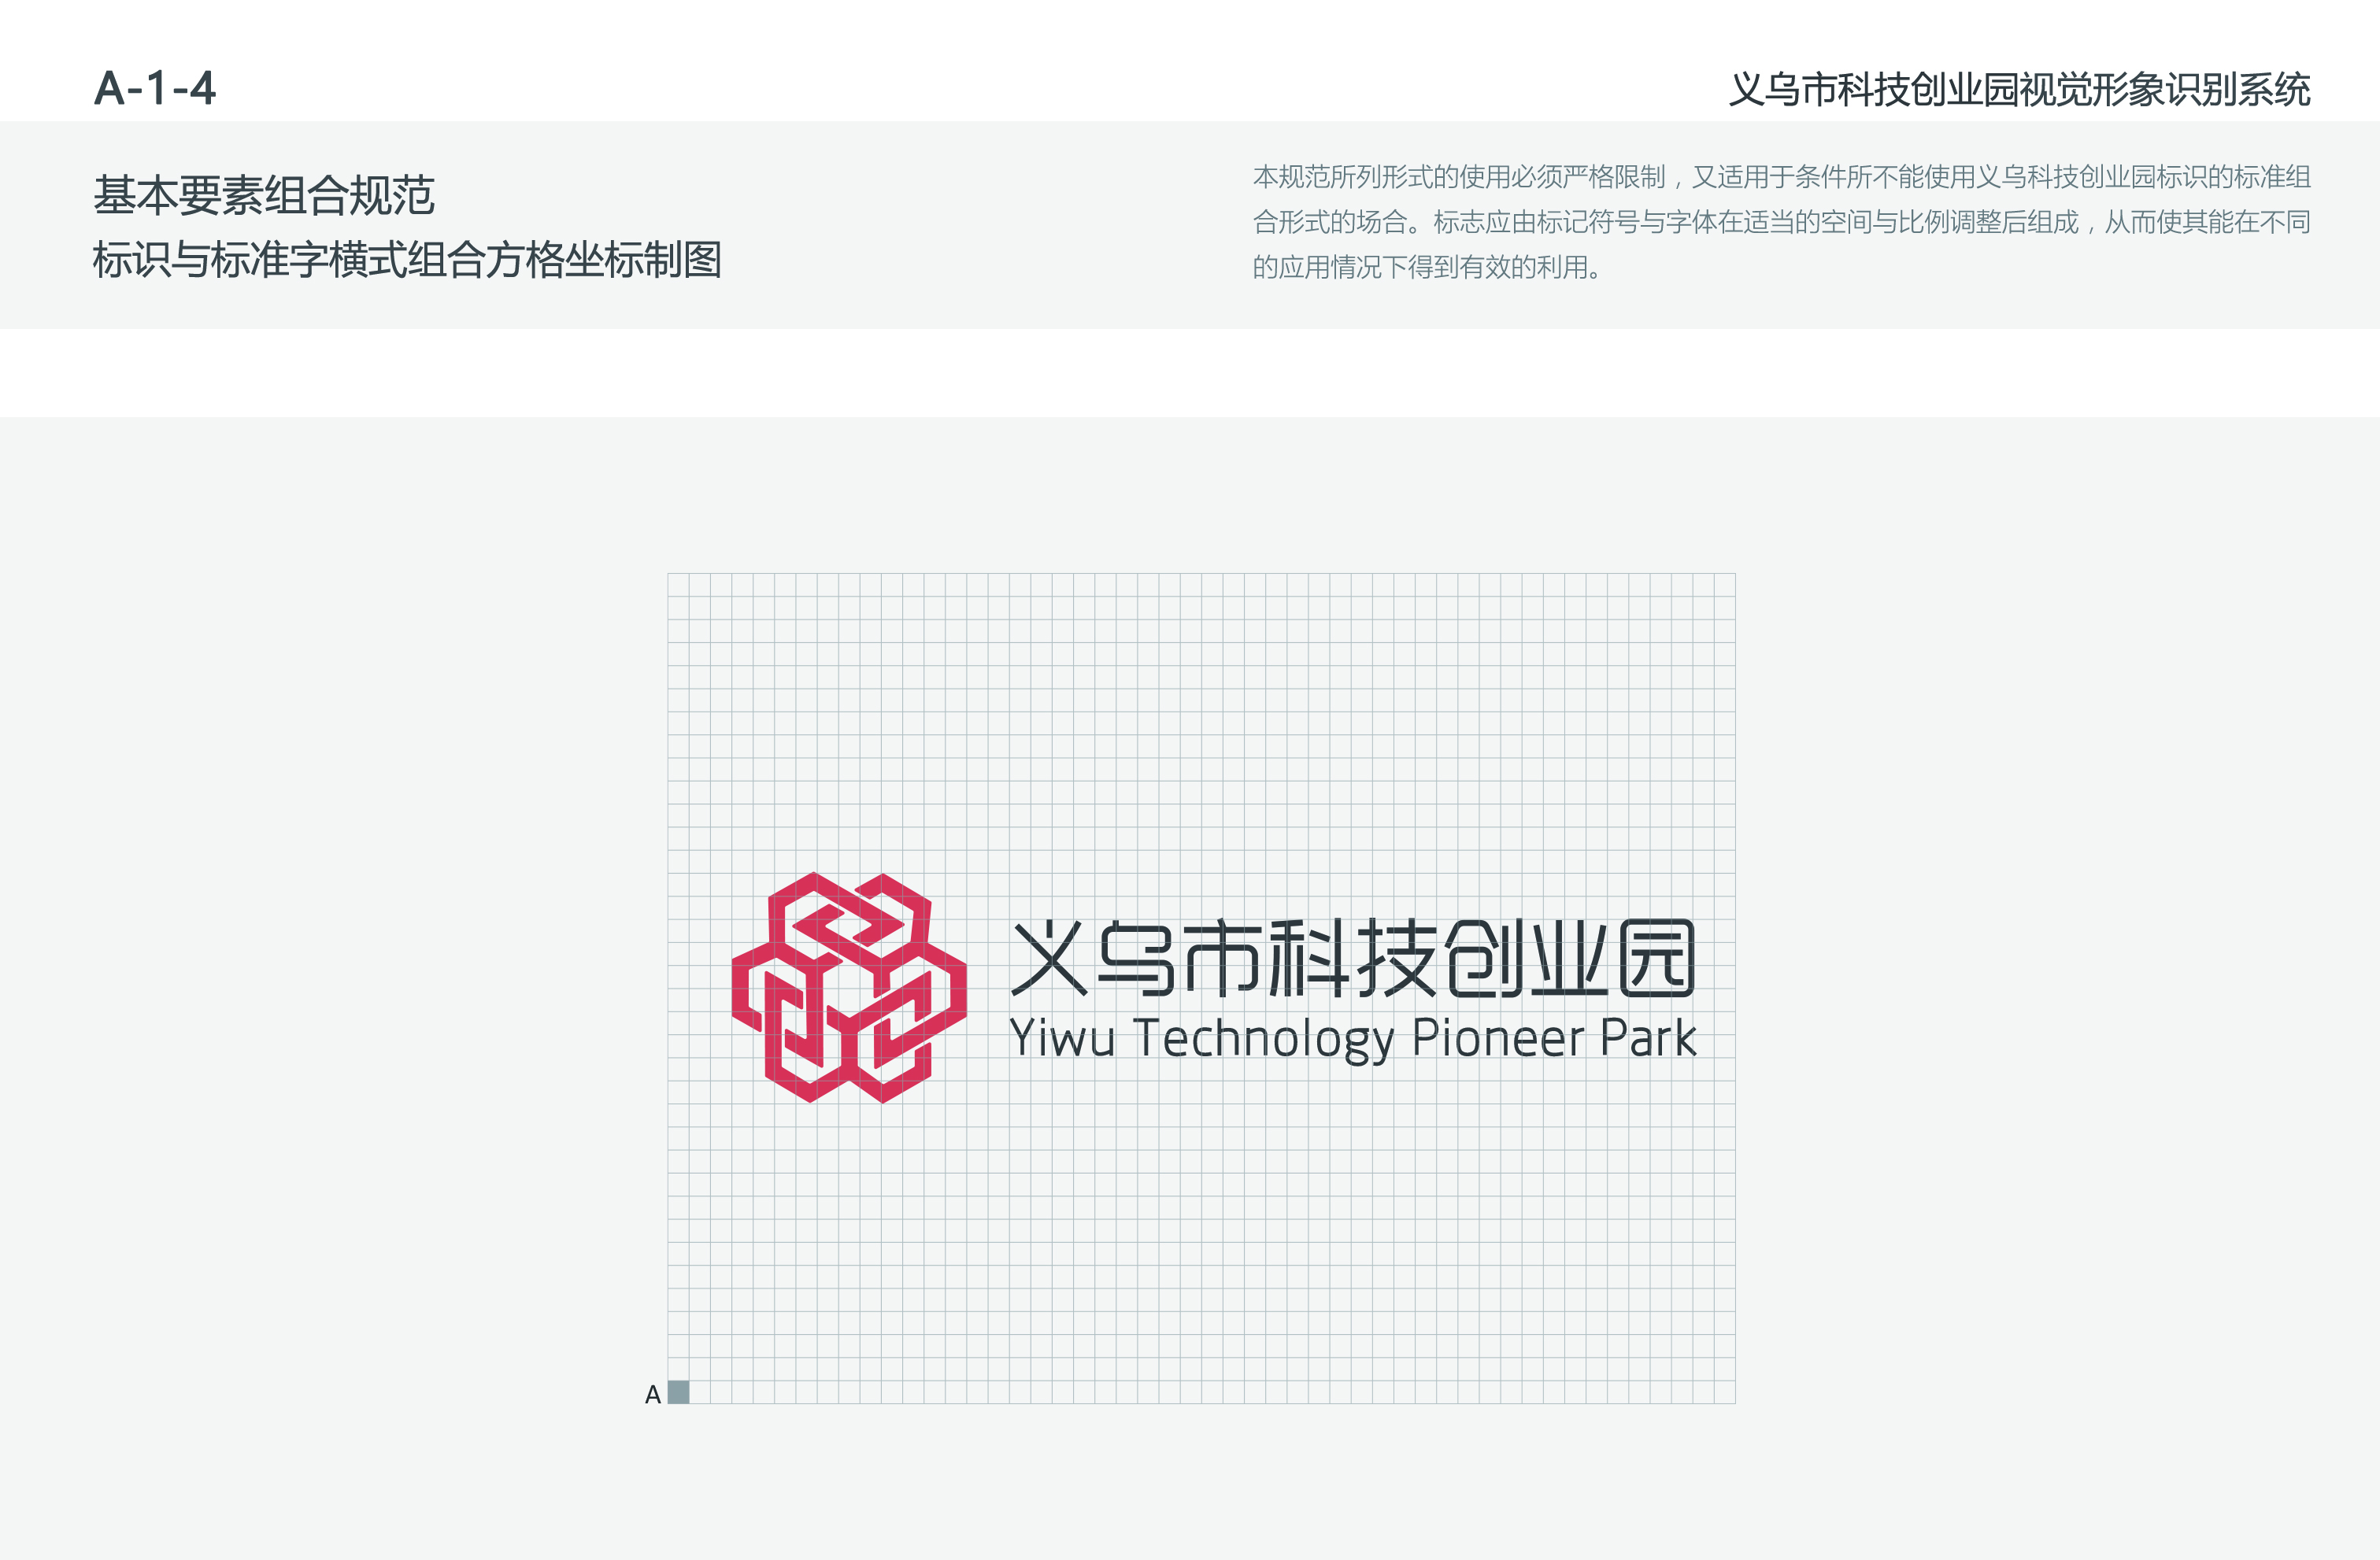 A-1-4
义乌市科技创业园视觉形象识别系统
基本要素组合规范
标识与标准字横式组合方格坐标制图
本规范所列形式的使用必须严格限制，又适用于条件所不能使用义乌科技创业园标识的标准组
合形式的场合。标志应由标记符号与字体在适当的空间与比例调整后组成，从而使其能在不同
的应用情况下得到有效的利用。
义乌市科技创业园
Yiwu Technology Pioneer Park
A